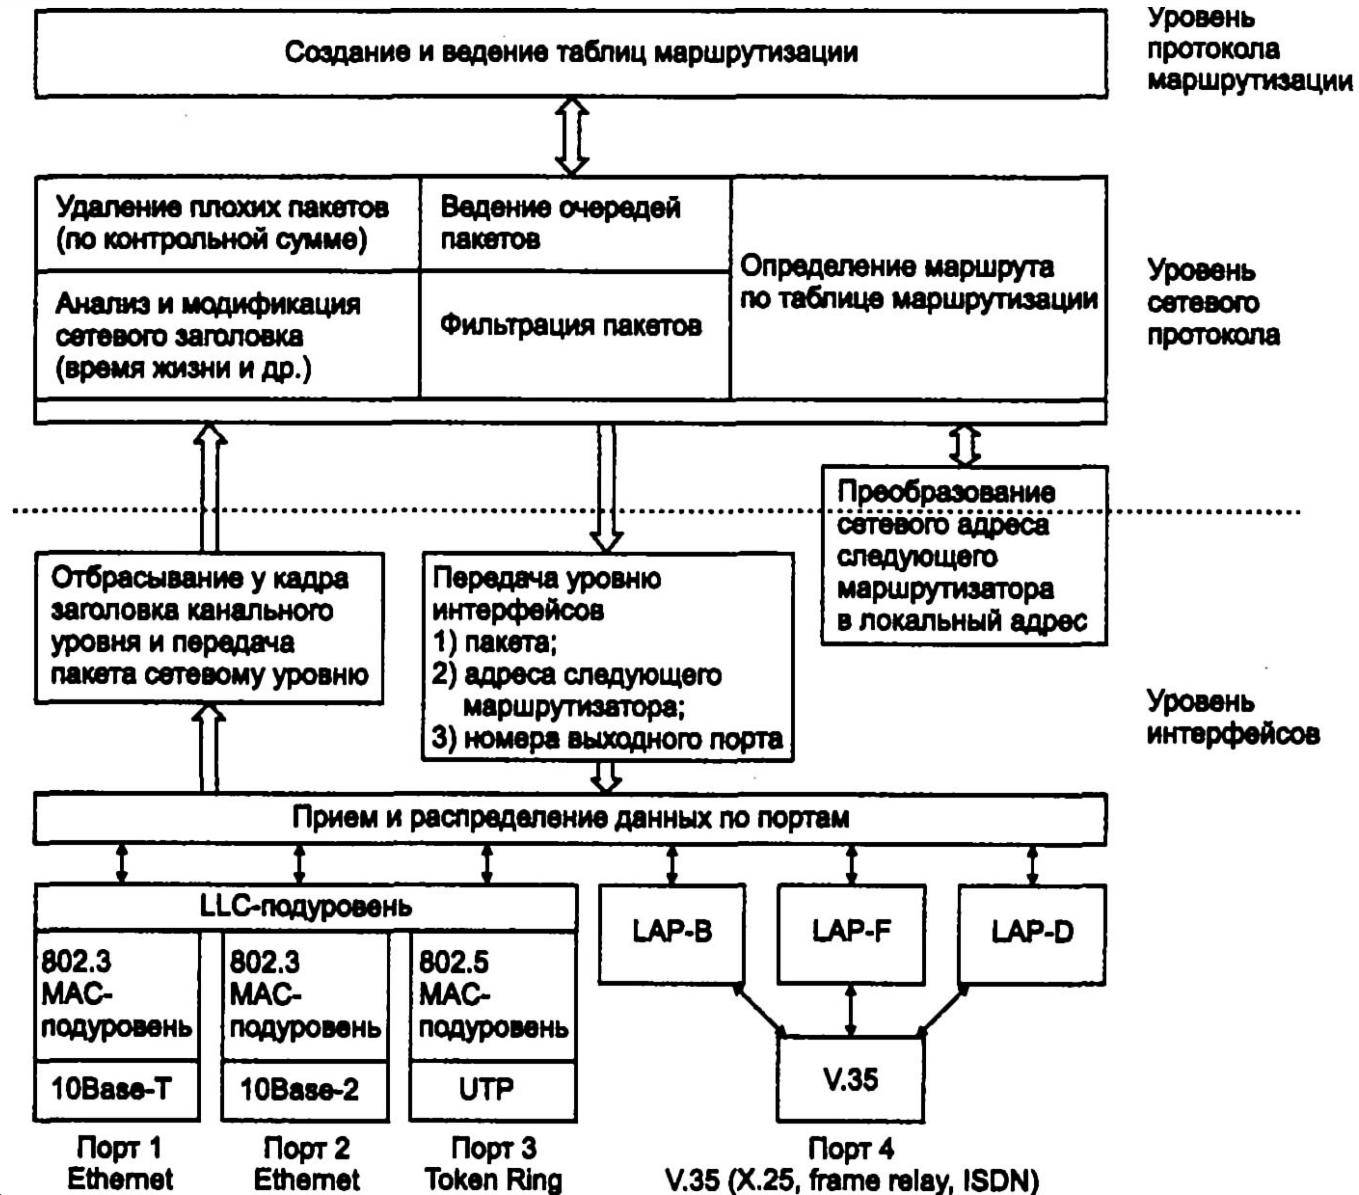 Создание и ведение таблиц маршрутизации
Уровень
протокола
маршрутизации
Удаление плохих пакетов
(по контрольной сумме)
Ведение очередей
пакетов
Определение маршрута
по таблице маршрутизации
Анализ и модификация
сетевого заголовка
(время жизни и др.)
Фильтрация пакетов
Уровень
сетевого
протокола
Преобразование
сетевого адреса
следующего
маршрутизатора
в локальный адрес
Отбрасывание у кадра
заголовка канального
уровня и передача
пакета сетевому уровню
Передача уровню
интерфейсов
1) пакета;
2) адреса следующего
маршрутизатора;
3) номера выходного порта
Уровень
интерфейсов
Прием и распределение данных по портам
LLC-подуровень
802.3
MAC-
подуровень
10Base-T
802.3
MAC-
подуровень
10Base-2
802.5
MAC-
подуровень
UTP
LAP-B
LAP-F
LAP-D
V.35
Порт 1
Ethernet
Порт 2
Ethernet
Порт 3
Token Ring
Порт 4
V.35 (X.25, frame relay, ISDN)